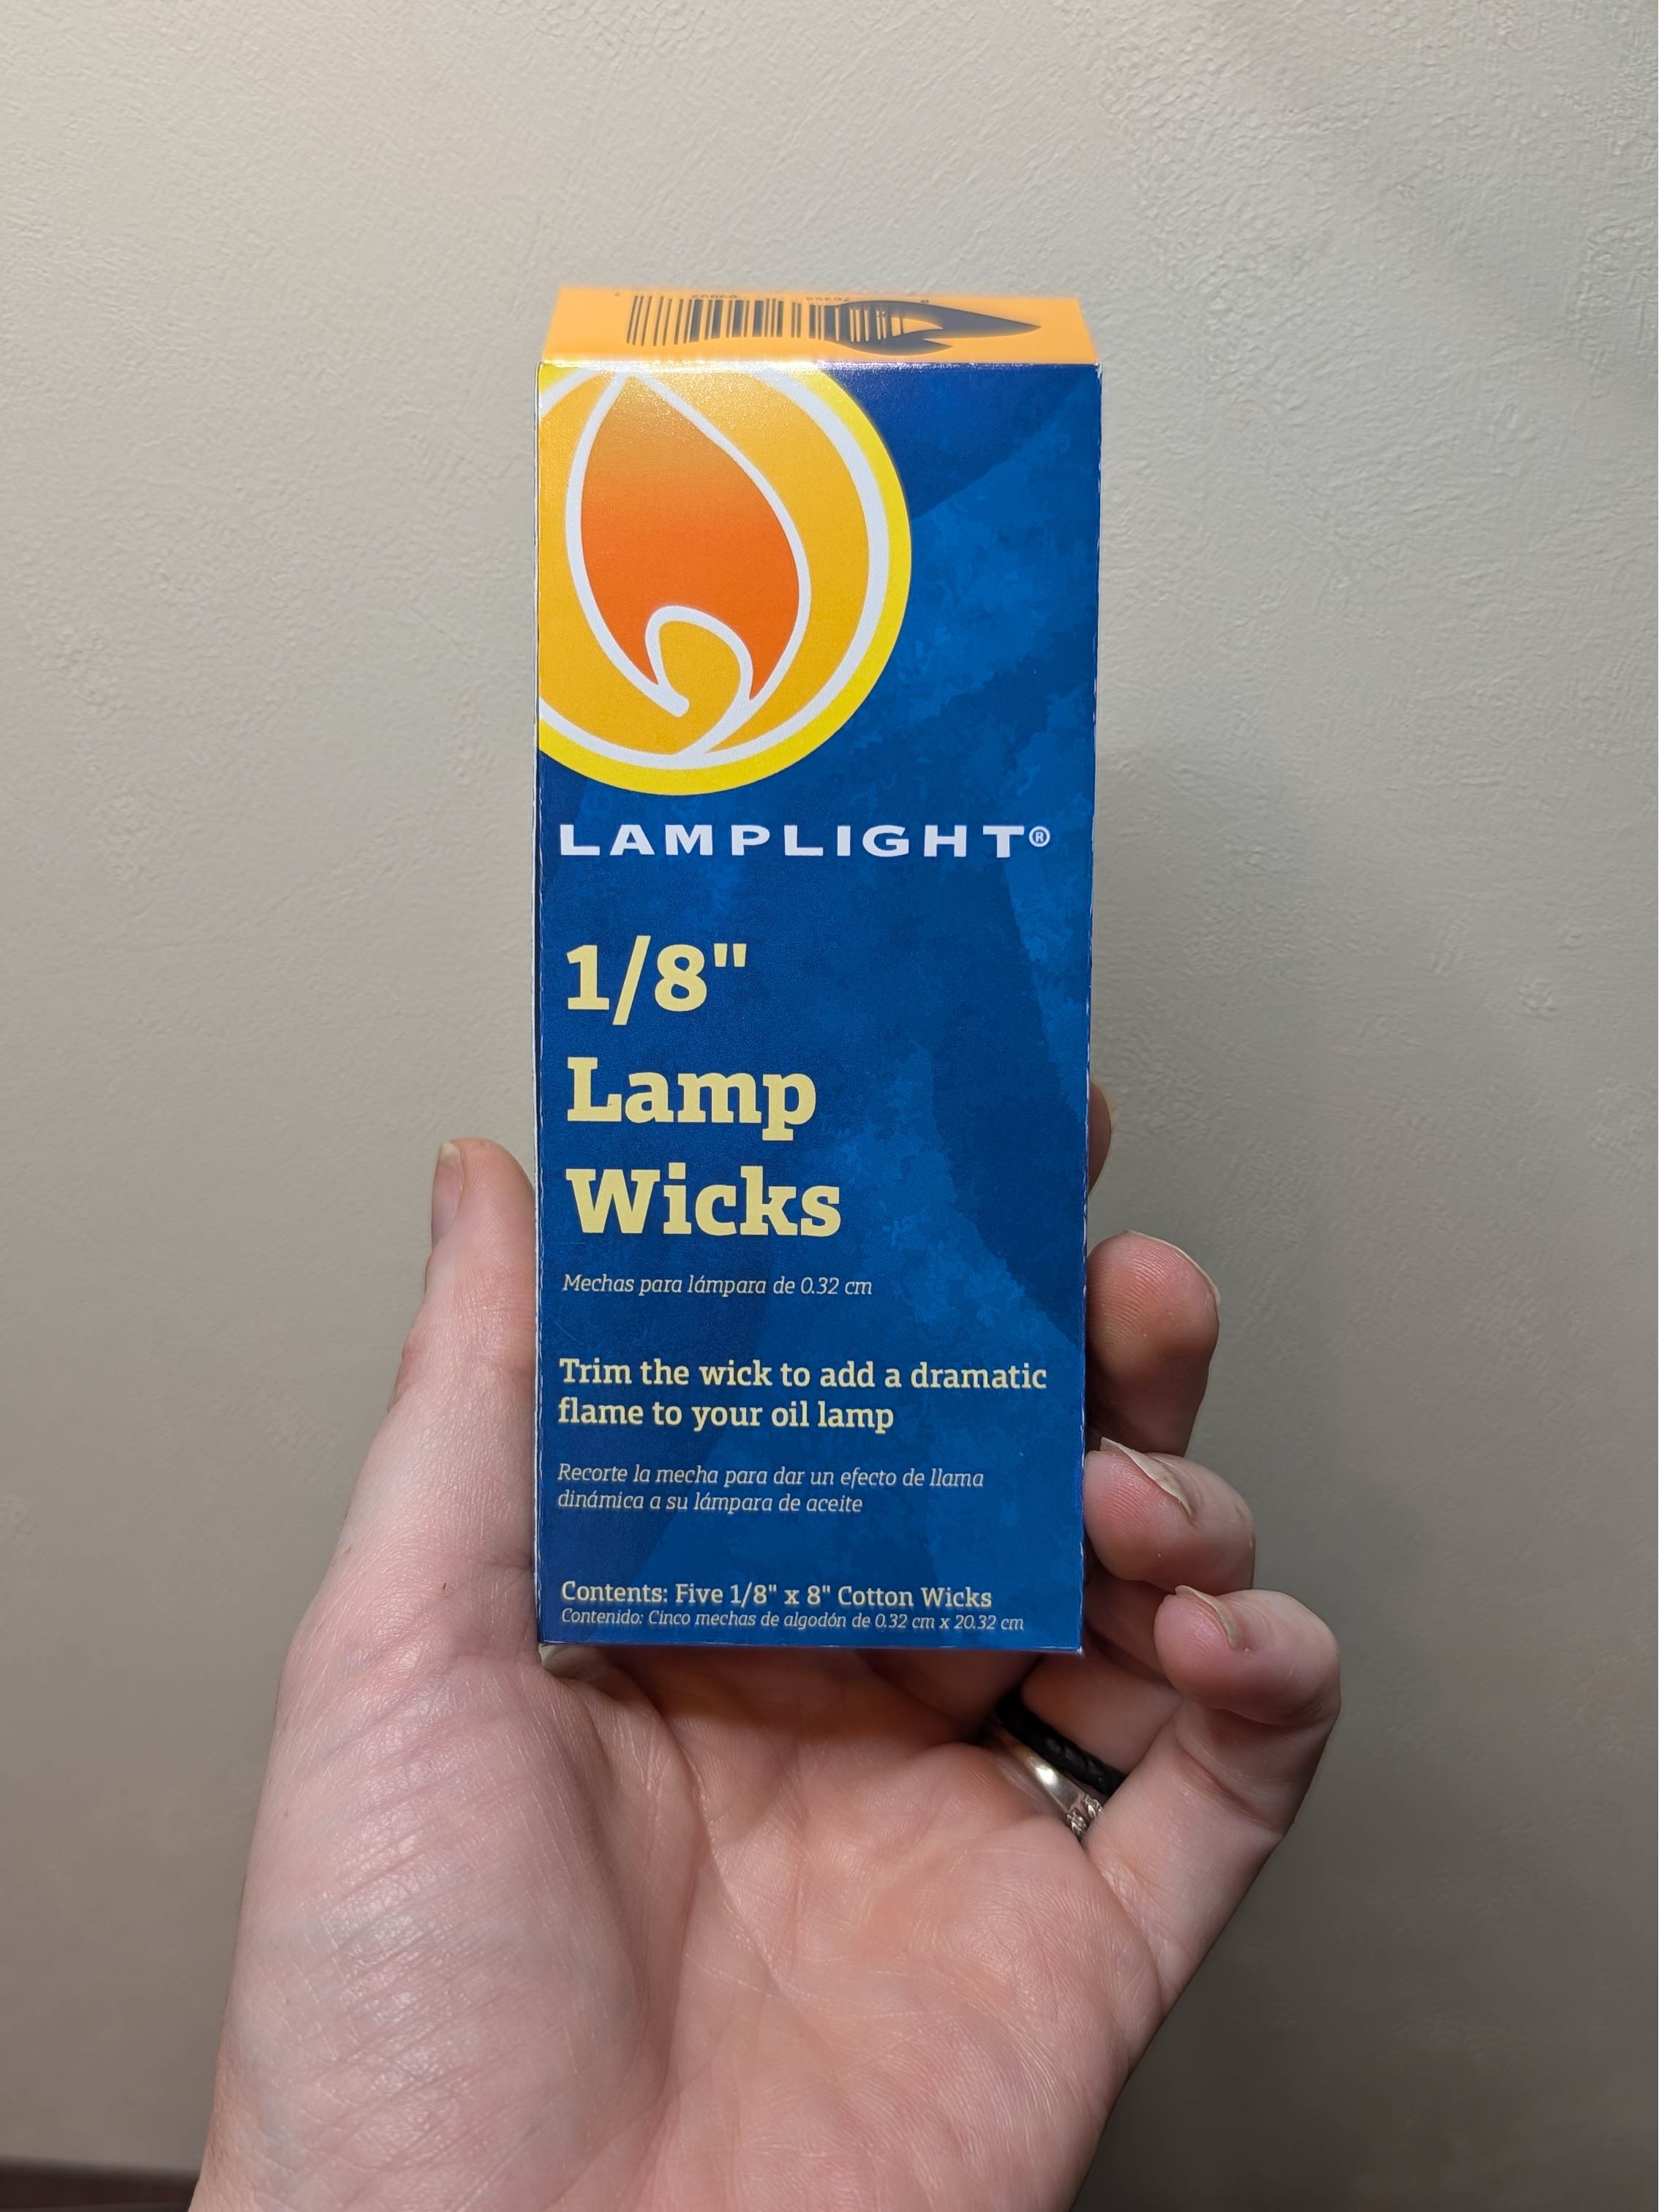 LAMPLIGHT®
1/8"
Lamp
Wicks
Mechas para lámpara de 0.32 cm
Trim the wick to add a dramatic
flame to your oil lamp
Recorte la mecha para dar un efecto de llama
dinámica a su lámpara de aceite
Contents: Five 1/8" x 8" Cotton Wicks
Contenido: Cinco mechas de algodón de 0.32 cm x 20.32 cm